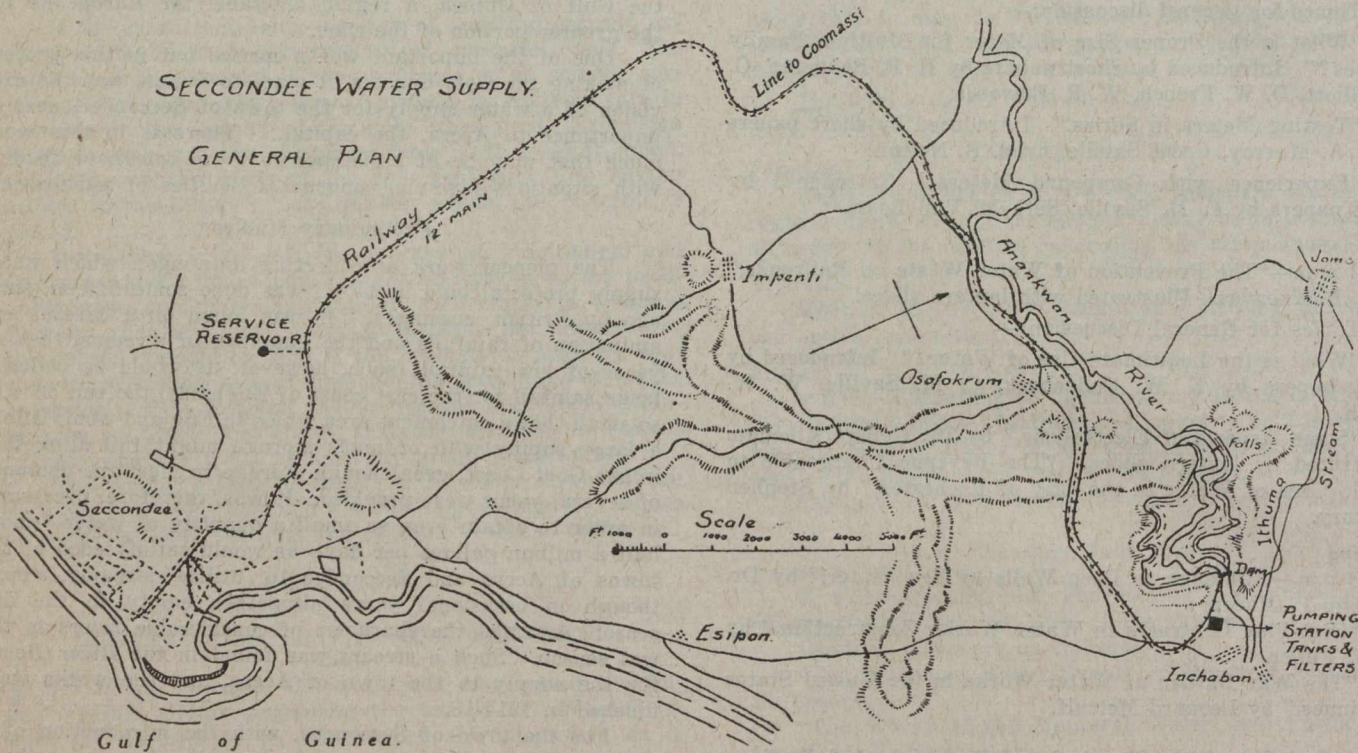 SECCONDEE WATER SUPPLY.
GENERAL PLAN
Line to Coomassi
Railway
12" MAIN
Impenti
Anankwan
River
Jams
SERVICE
RESERVOIR
Osofokrum
Falls
Ithuma
Stream
Seccondee
Scale
Ft 1000 0 1000 2000 3000 4000 5000 Ft
Dam
Esipon.
PUMPING
STATION
TANKS &
FILTERS
Inchaban
Gulf of Guinea.